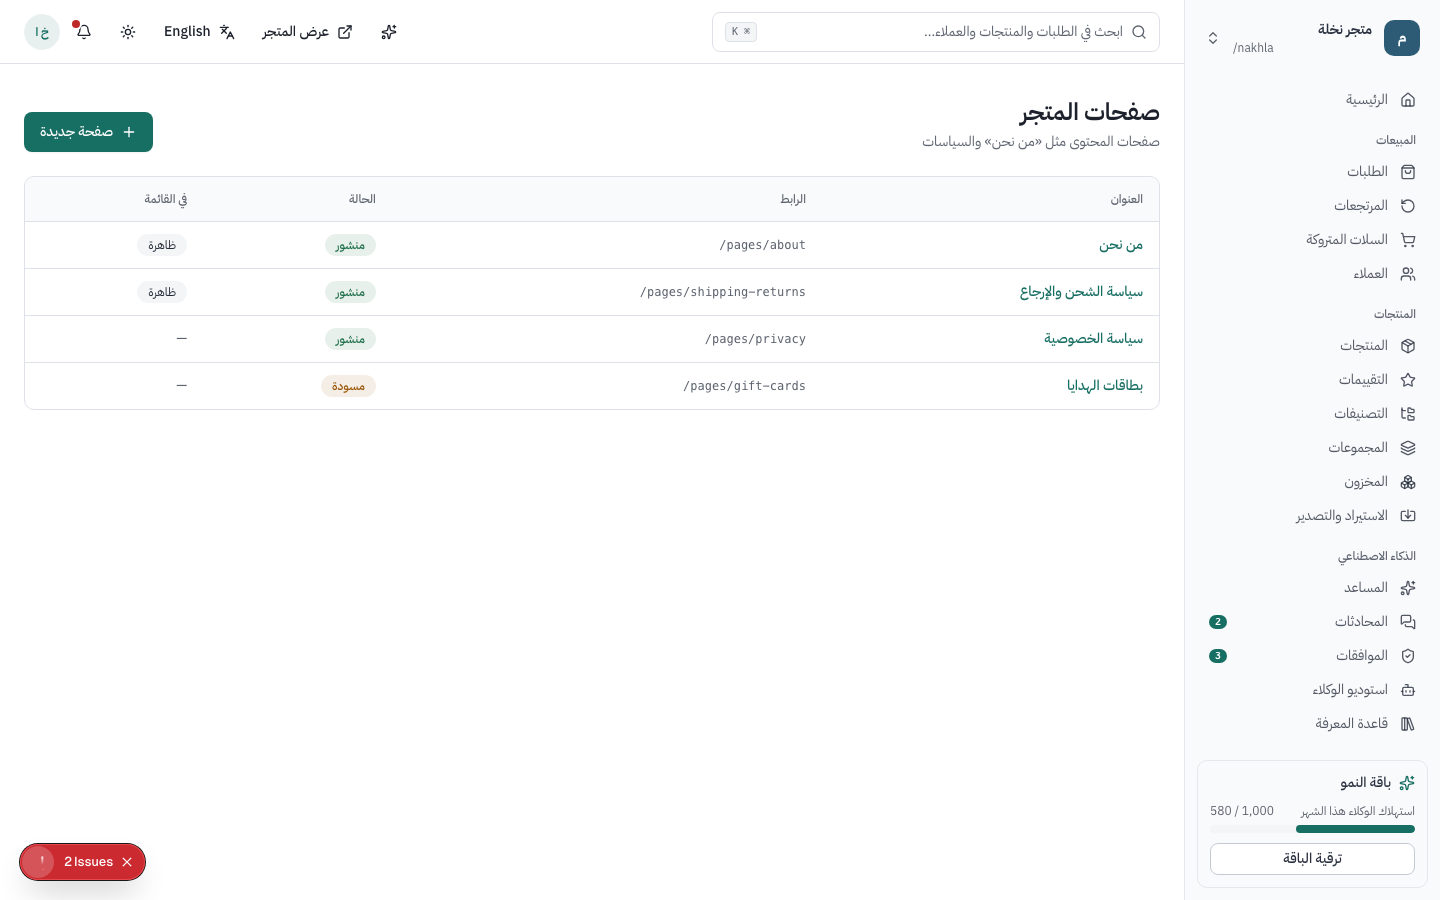 متجر نخلة
/nakhla
الرئيسية
المبيعات
الطلبات
المرتجعات
السلات المتروكة
العملاء
المنتجات
المنتجات
التقييمات
التصنيفات
المجموعات
المخزون
الاستيراد والتصدير
الذكاء الاصطناعي
المساعد
المحادثات 2
الموافقات 3
استوديو الوكلاء
قاعدة المعرفة
باقة النمو
استهلاك الوكلاء هذا الشهر 580 / 1,000
ترقية الباقة
م
ابحث في الطلبات والمنتجات والعملاء... ⌘ K
عرض المتجر
English
خ ا
صفحات المتجر
صفحات المحتوى مثل «من نحن» والسياسات
صفحة جديدة
العنوان الرابط الحالة في القائمة
من نحن /pages/about منشور ظاهرة
سياسة الشحن والإرجاع /pages/shipping-returns منشور ظاهرة
سياسة الخصوصية /pages/privacy منشور —
بطاقات الهدايا /pages/gift-cards مسودة —
2 Issues